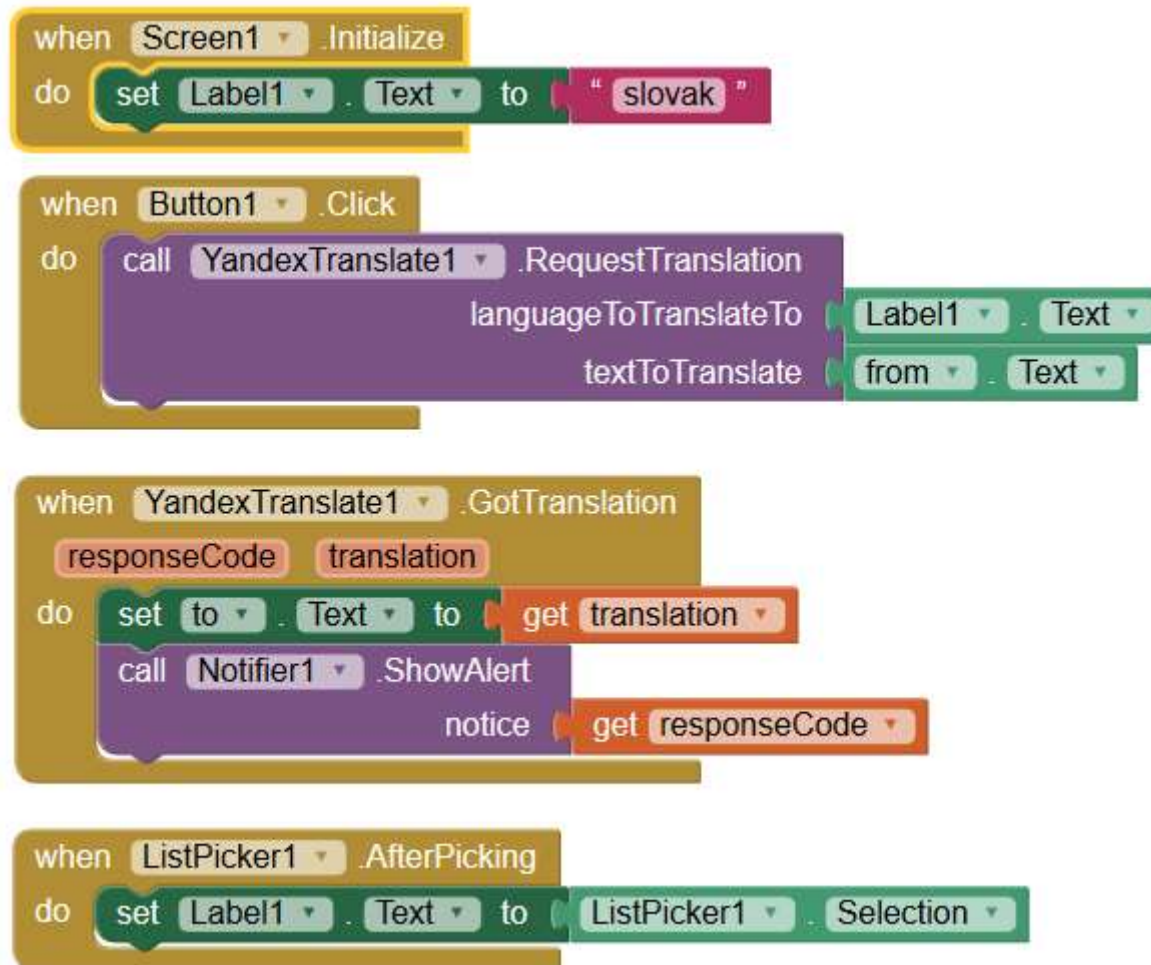 when Screen1 .Initialize
do set Label1 . Text to " slovak "
when Button1 .Click
do call YandexTranslate1 .RequestTranslation
languageToTranslateTo Label1 . Text
textToTranslate from . Text
when YandexTranslate1 .GotTranslation
responseCode translation
do set to . Text to get translation
call Notifier1 .ShowAlert
notice get responseCode
when ListPicker1 .AfterPicking
do set Label1 . Text to ListPicker1 . Selection